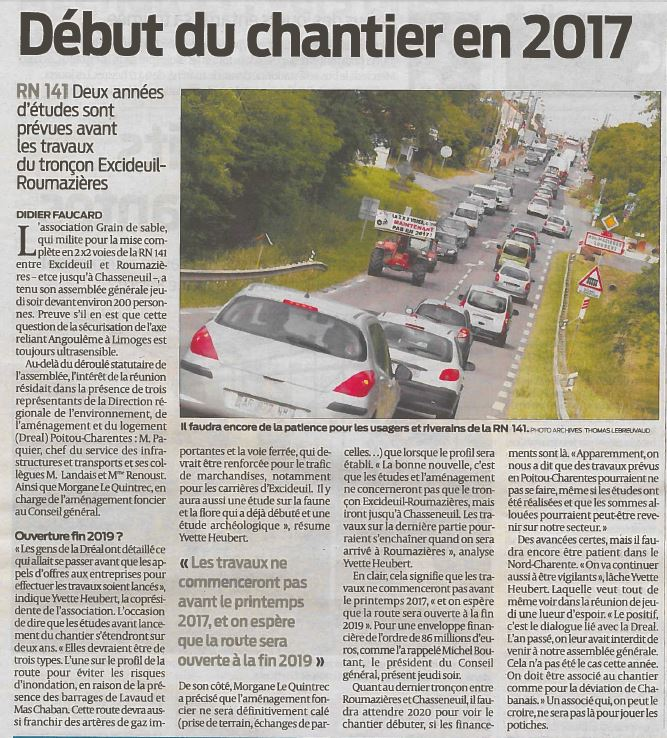 Début du chantier en 2017
RN 141 Deux années
d'études sont
prévues avant
les travaux
du tronçon Excideuil-
Roumazières
DIDIER FAUCARD
L'association Grain de sable,
qui milite pour la mise com-
plète en 2 x 2 voies de la RN 141
entre Excideuil et Roumaziè-
res – et ce jusqu'à Chasseneuil –, a
tenu son assemblée générale jeu-
di soir devant environ 200 person-
nes. Preuve s'il en est que cette
question de la sécurisation de l'axe
reliant Angoulême à Limoges est
toujours ultrasensible.
Au-delà du déroulé statutaire de
l'assemblée, l'intérêt de la réunion
résidait dans la présence de trois
représentants de la Direction ré-
gionale de l'environnement, de
l'aménagement et du logement
(Dreal) Poitou-Charentes : M. Pa-
quier, chef du service des infra-
structures et transports et ses col-
lègues M. Landais et Mme Renoust.
Ainsi que Morgane Le Quintrec, en
charge de l'aménagement foncier
au Conseil général.
Ouverture fin 2019 ?
« Les gens de la Dréal ont détaillé ce
qui allait se passer avant que les ap-
pels d'offres aux entreprises pour
effectuer les travaux soient lancés »,
indique Yvette Heubert, la copré-
sidente de l'association. L'occasion
de dire que les études avant lance-
ment du chantier s'étendront sur
deux ans. « Elles devraient être de
trois types. L'une sur le profil de la
route pour éviter les risques
d'inondation, en raison de la pré-
sence des barrages de Lavaud et
Mas Chaban. Cette route devra aus-
si franchir des artères de gaz im-
LA 2 X 2 VOIES, C'EST
MAINTENANT
PAS EN 2017 !
Il faudra encore de la patience pour les usagers et riverains de la RN 141. PHOTO ARCHIVES THOMAS LEBREUVAUD
portantes et la voie ferrée, qui de-
vrait être renforcée pour le trafic
de marchandises, notamment
pour les carrières d'Exideuil. Il y
aura aussi une étude sur la faune
et la flore qui a déjà débuté et une
étude archéologique », résume
Yvette Heubert.
« Les travaux ne
commenceront pas
avant le printemps
2017, et on espère
que la route sera
ouverte à la fin 2019 »
De son côté, Morgane Le Quintrec
a précisé que l'aménagement fon-
cier ne sera définitivement calé
(prise de terrain, échanges de par-
celles…) que lorsque le profil sera
établi. « La bonne nouvelle, c'est
que les études et l'aménagement
ne concerneront pas que le tron-
çon Excideuil-Roumazières, mais
iront jusqu'à Chasseneuil. Les tra-
vaux sur la dernière partie pour-
raient s'enchaîner quand on sera
arrivé à Roumazières », analyse
Yvette Heubert.
En clair, cela signifie que les tra-
vaux ne commenceront pas avant
le printemps 2017, « et on espère
que la route sera ouverte à la fin
2019 ». Pour une enveloppe finan-
cière de l'ordre de 86 millions d'eu-
ros, comme l'a rappelé Michel Bou-
tant, le président du Conseil
général, présent jeudi soir.
Quant au dernier tronçon entre
Roumazières et Chasseneuil, il fau-
dra attendre 2020 pour voir le
chantier débuter, si les finance-
ments sont là. « Apparemment, on
nous a dit que des travaux prévus
en Poitou-Charentes pourraient ne
pas se faire, même si les études ont
été réalisées et que les sommes al-
louées pourraient peut-être reve-
nir sur notre secteur. »
Des avancées certes, mais il fau-
dra encore être patient dans le
Nord-Charente. « On va continuer
aussi à être vigilants », lâche Yvette
Heubert. Laquelle veut tout de
même voir dans la réunion de jeu-
di une lueur d'espoir. « Le positif,
c'est le dialogue lié avec la Dreal.
L'an passé, on leur avait interdit de
venir à notre assemblée générale.
Cela n'a pas été le cas cette année.
On doit être associé au chantier
comme pour la déviation de Cha-
banais. » Un associé qui, on peut le
croire, ne sera pas là pour jouer les
potiches.